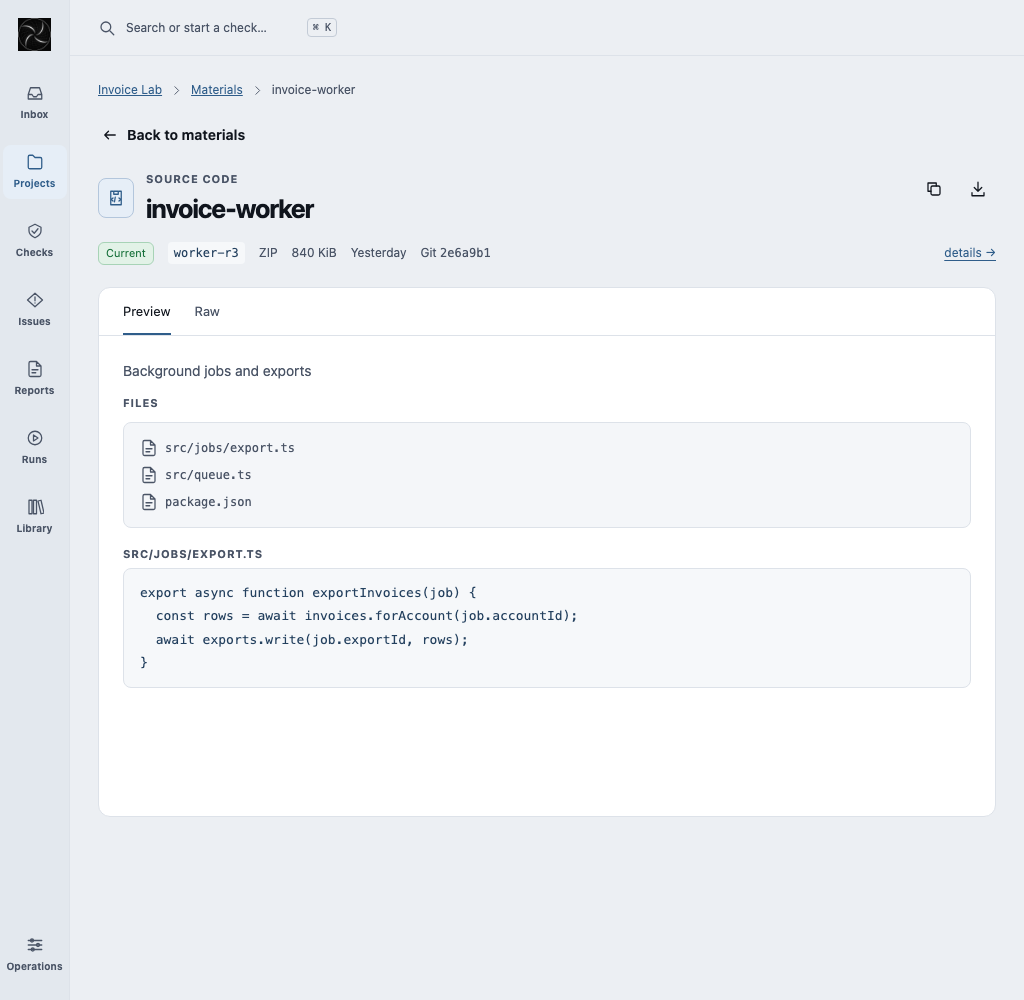 Search or start a check... ⌘ K
Inbox
Projects
Checks
Issues
Reports
Runs
Library
Operations
Invoice Lab > Materials > invoice-worker
← Back to materials
SOURCE CODE
invoice-worker
Current worker-r3 ZIP 840 KiB Yesterday Git 2e6a9b1 details →
Preview Raw
Background jobs and exports
FILES
src/jobs/export.ts
src/queue.ts
package.json
SRC/JOBS/EXPORT.TS
export async function exportInvoices(job) {
  const rows = await invoices.forAccount(job.accountId);
  await exports.write(job.exportId, rows);
}